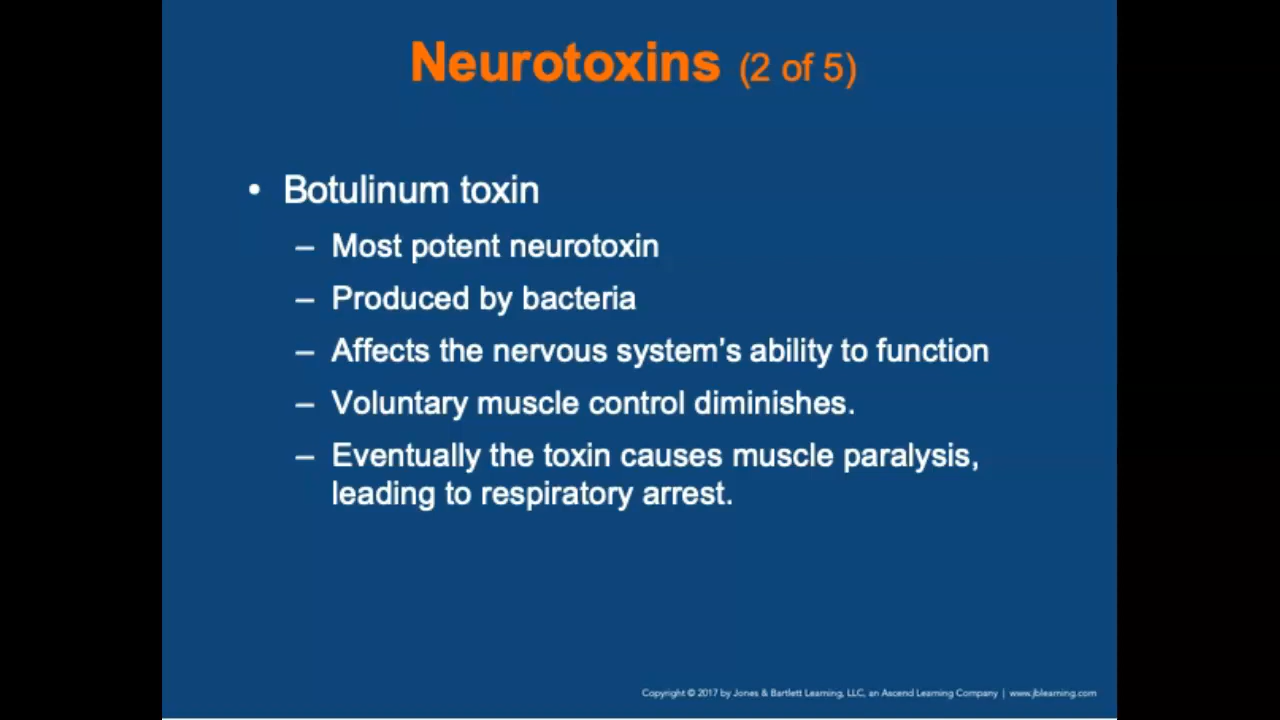 Neurotoxins (2 of 5)
• Botulinum toxin
– Most potent neurotoxin
– Produced by bacteria
– Affects the nervous system's ability to function
– Voluntary muscle control diminishes.
– Eventually the toxin causes muscle paralysis,
leading to respiratory arrest.
Copyright © 2017 by Jones & Bartlett Learning, LLC, an Ascend Learning Company | www.jblearning.com